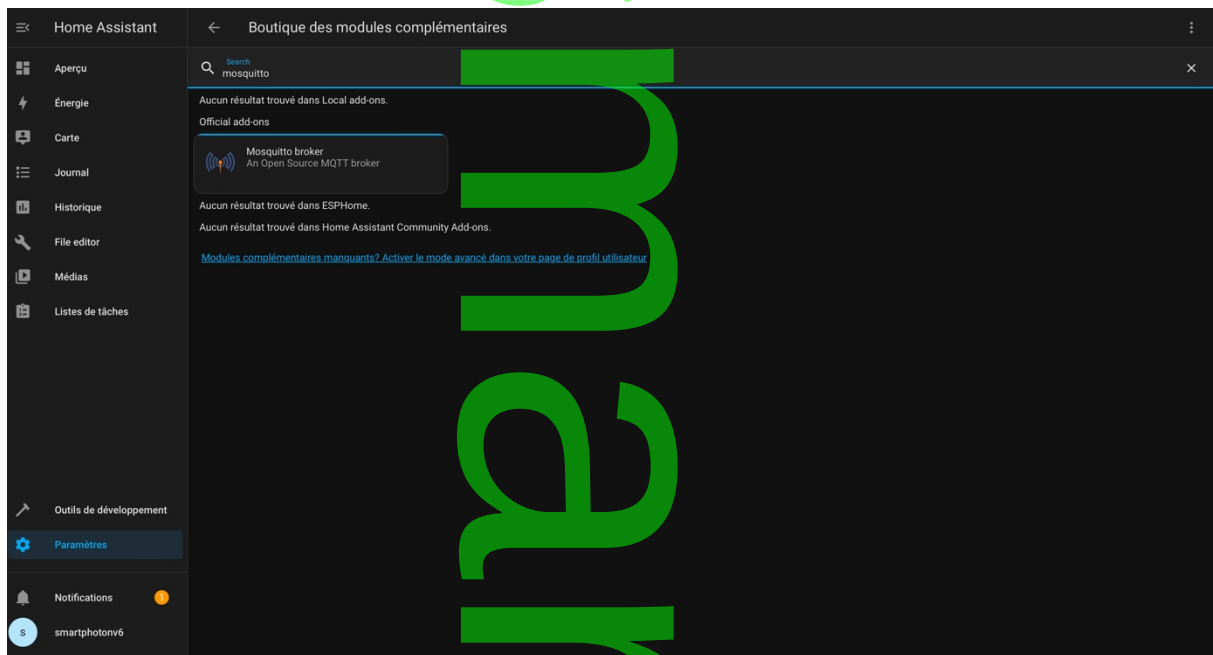 Home Assistant
Boutique des modules complémentaires
Aperçu
Énergie
Carte
Journal
Historique
File editor
Médias
Listes de tâches
Outils de développement
Paramètres
Notifications
1
S
smartphotonv6
Search
mosquitto
Aucun résultat trouvé dans Local add-ons.
Official add-ons
Mosquitto broker
An Open Source MQTT broker
Aucun résultat trouvé dans ESPHome.
Aucun résultat trouvé dans Home Assistant Community Add-ons.
Modules complémentaires manquants? Activer le mode avancé dans votre page de profil utilisateur
ma